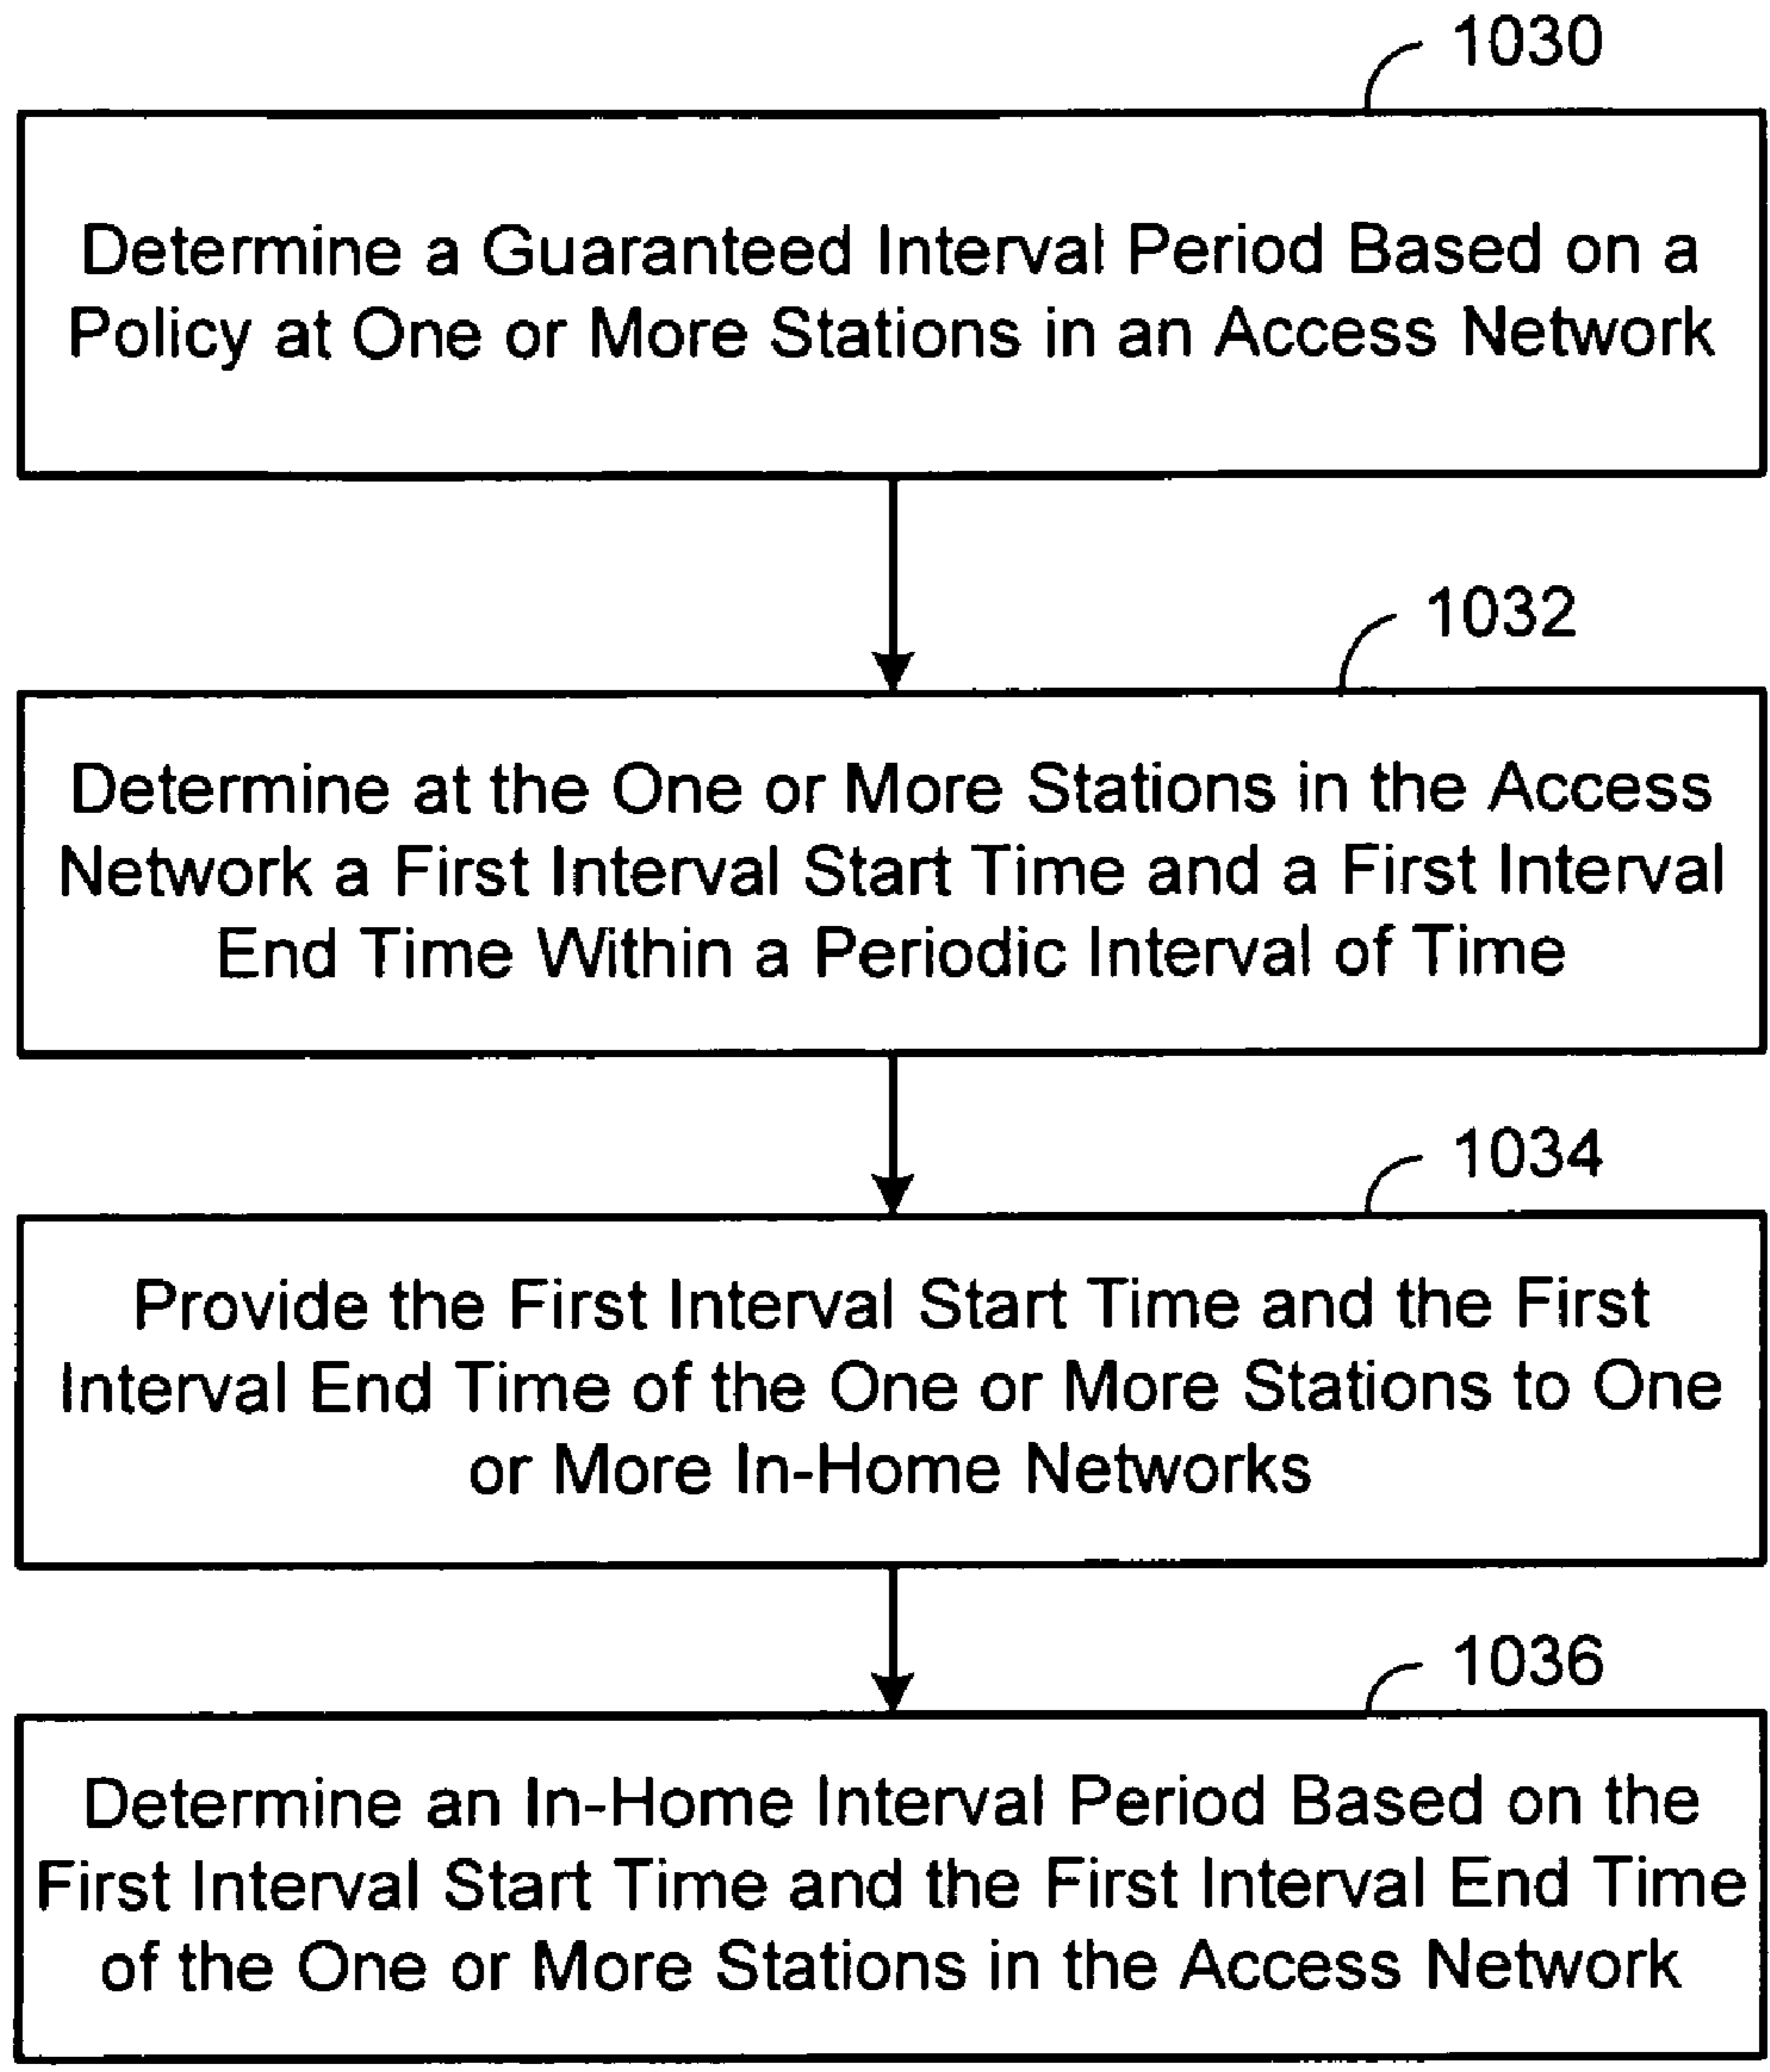 1030
Determine a Guaranteed Interval Period Based on a
Policy at One or More Stations in an Access Network
1032
Determine at the One or More Stations in the Access
Network a First Interval Start Time and a First Interval
End Time Within a Periodic Interval of Time
1034
Provide the First Interval Start Time and the First
Interval End Time of the One or More Stations to One
or More In-Home Networks
1036
Determine an In-Home Interval Period Based on the
First Interval Start Time and the First Interval End Time
of the One or More Stations in the Access Network